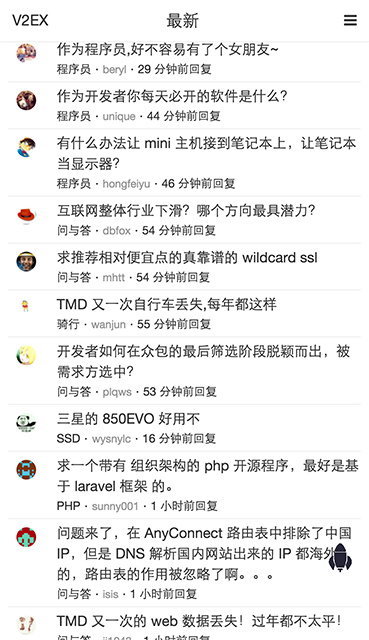 V2EX 最新
作为程序员,好不容易有了个女朋友~
程序员 · beryl · 29 分钟前回复
作为开发者你每天必开的软件是什么?
程序员 · unique · 44 分钟前回复
有什么办法让 mini 主机接到笔记本上，让笔记本
当显示器?
程序员 · hongfeiyu · 46 分钟前回复
互联网整体行业下滑？哪个方向最具潜力?
问与答 · dbfox · 54 分钟前回复
求推荐相对便宜点的真靠谱的 wildcard ssl
问与答 · mhtt · 54 分钟前回复
TMD 又一次自行车丢失,每年都这样
骑行 · wanjun · 55 分钟前回复
开发者如何在众包的最后筛选阶段脱颖而出，被
需求方选中?
问与答 · plqws · 53 分钟前回复
三星的 850EVO 好用不
SSD · wysnylc · 16 分钟前回复
求一个带有 组织架构的 php 开源程序，最好是基
于 laravel 框架 的。
PHP · sunny001 · 1 小时前回复
问题来了，在 AnyConnect 路由表中排除了中国
IP，但是 DNS 解析国内网站出来的 IP 都海外
的，路由表的作用被忽略了啊。。。
问与答 · isis · 1 小时前回复
TMD 又一次的 web 数据丢失！过年都不太平！